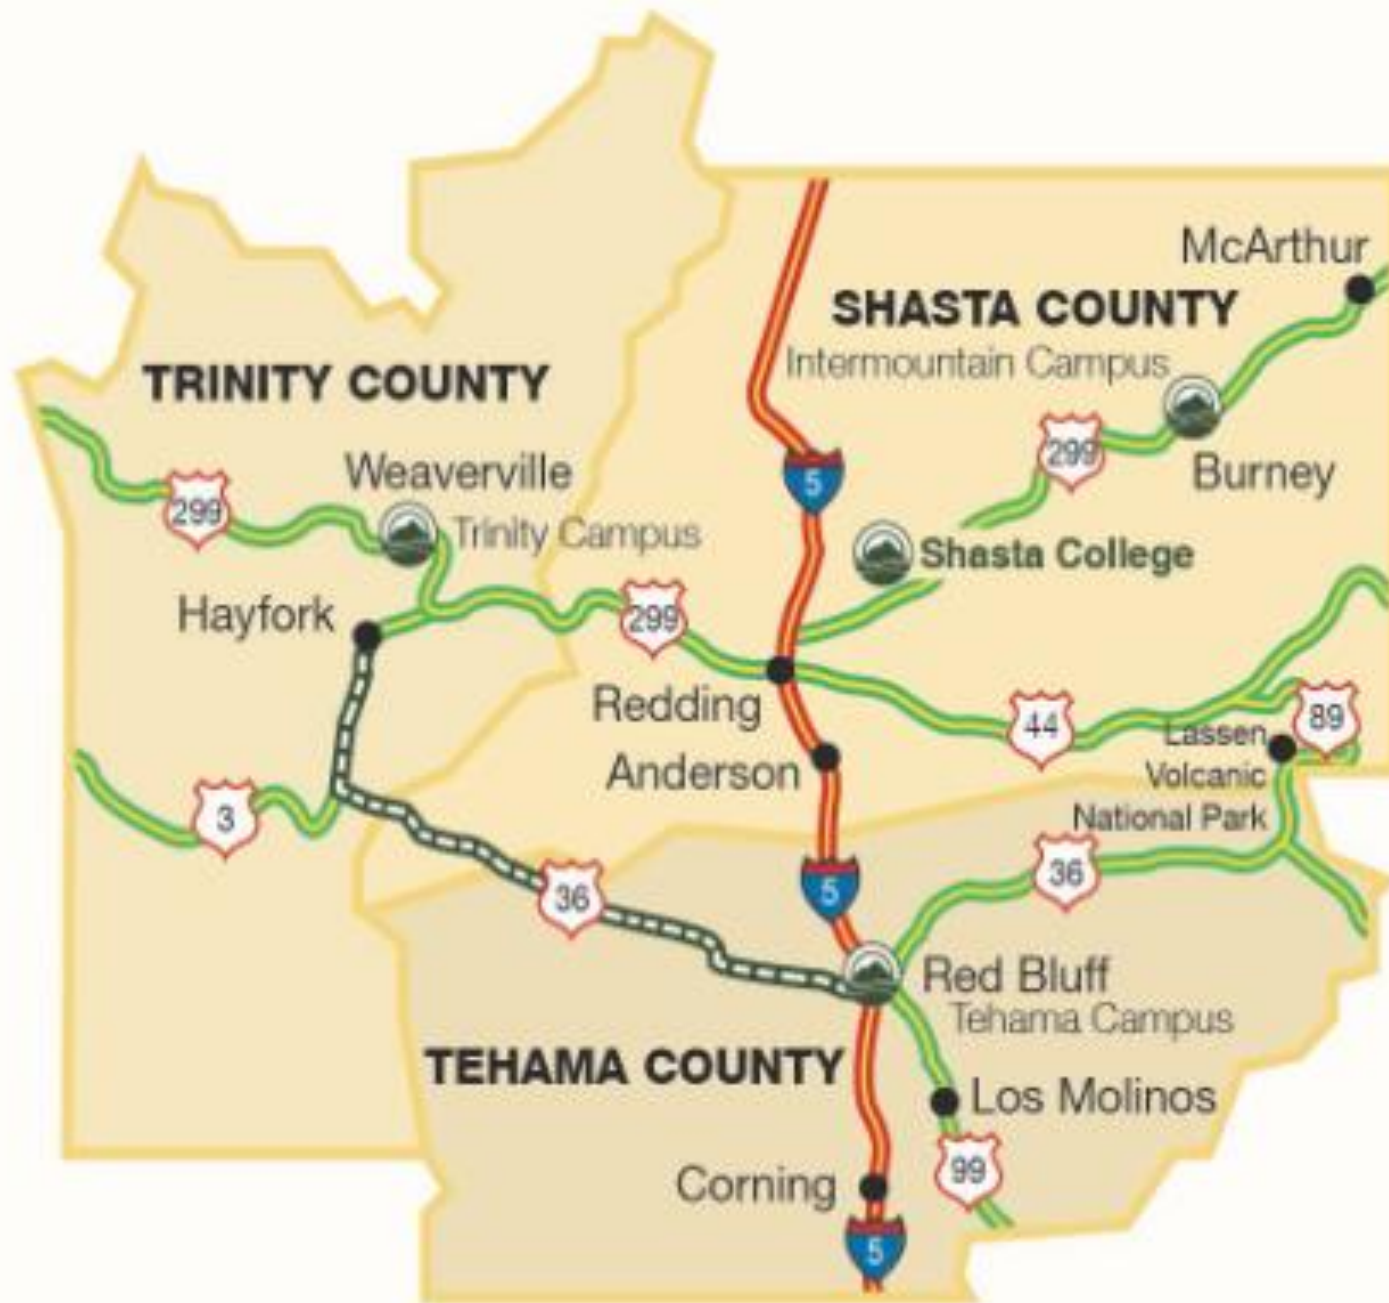 McArthur
SHASTA COUNTY
Intermountain Campus
TRINITY COUNTY
299
Burney
Weaverville
5
299
Trinity Campus
Shasta College
Hayfork
299
Redding
44
89
Lassen
Volcanic
National Park
Anderson
3
36
5
36
Red Bluff
Tehama Campus
TEHAMA COUNTY
Los Molinos
99
Corning
5